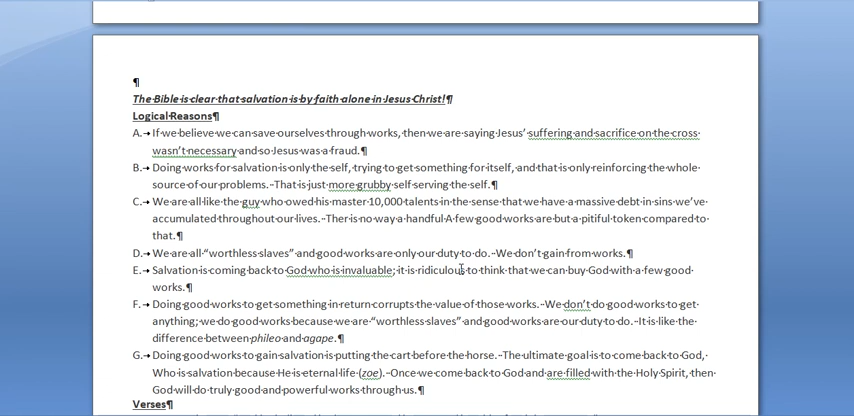 The Bible is clear that salvation is by faith alone in Jesus Christ!¶
Logical Reasons¶
A. If we believe we can save ourselves through works, then we are saying Jesus' suffering and sacrifice on the cross
wasn't necessary and so Jesus was a fraud.¶
B. Doing works for salvation is only the self, trying to get something for itself, and that is only reinforcing the whole
source of our problems. That is just more grubby self serving the self.¶
C. We are all like the guy who owed his master 10,000 talents in the sense that we have a massive debt in sins we've
accumulated throughout our lives. Ther is no way a handful A few good works are but a pitiful token compared to
that.¶
D. We are all "worthless slaves" and good works are only our duty to do. We don't gain from works.¶
E. Salvation is coming back to God who is invaluable; it is ridiculous to think that we can buy God with a few good
works.¶
F. Doing good works to get something in return corrupts the value of those works. We don't do good works to get
anything; we do good works because we are "worthless slaves" and good works are our duty to do. It is like the
difference between phileo and agape.¶
G. Doing good works to gain salvation is putting the cart before the horse. The ultimate goal is to come back to God,
Who is salvation because He is eternal life (zoe). Once we come back to God and are filled with the Holy Spirit, then
God will do truly good and powerful works through us.¶
Verses¶